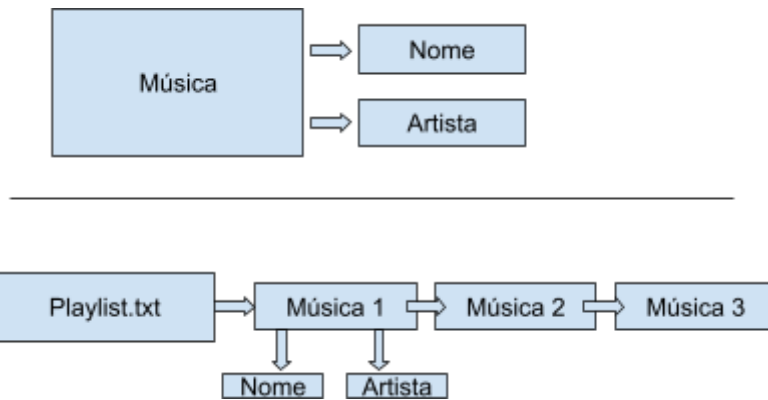 Música
Nome
Artista
Playlist.txt
Música 1
Música 2
Música 3
Nome
Artista